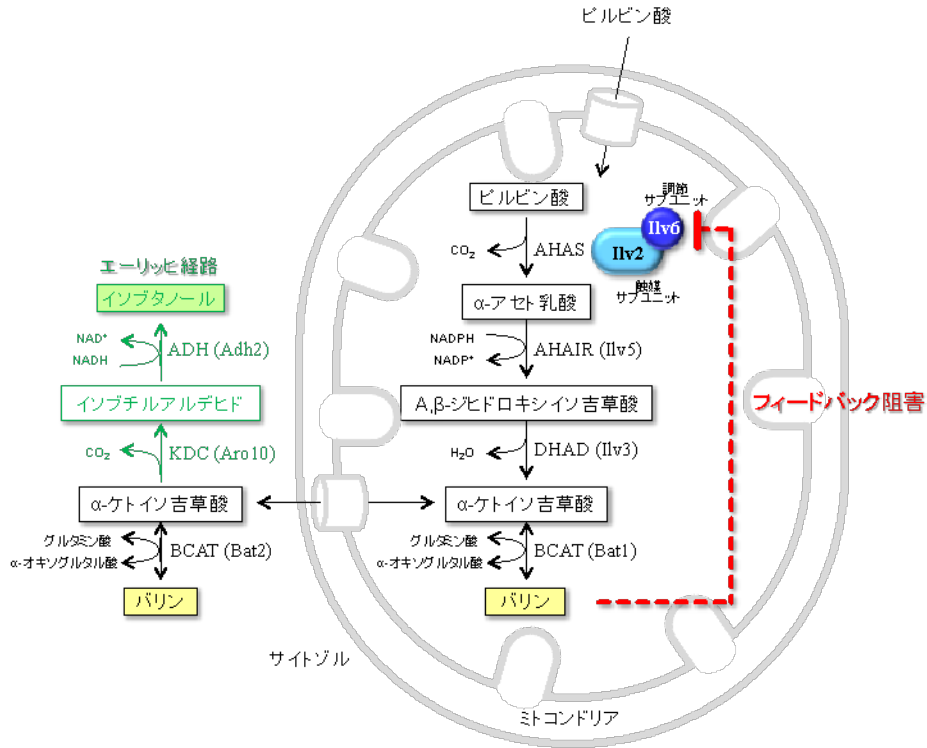 ピルビン酸
ピルビン酸
調節
サブユニット
Ilv6
CO₂
AHAS
Ilv2
触媒
サブユニット
エーリッヒ経路
イソブタノール
α-アセト乳酸
NAD⁺
NADH
ADH (Adh2)
NADPH
NADP⁺
AHAIR (Ilv5)
イソブチルアルデヒド
Α,β-ジヒドロキシイソ吉草酸
フィードバック阻害
CO₂
KDC (Aro10)
H₂O
DHAD (Ilv3)
α-ケトイソ吉草酸
α-ケトイソ吉草酸
グルタミン酸
α-オキソグルタル酸
BCAT (Bat2)
グルタミン酸
α-オキソグルタル酸
BCAT (Bat1)
バリン
バリン
サイトゾル
ミトコンドリア